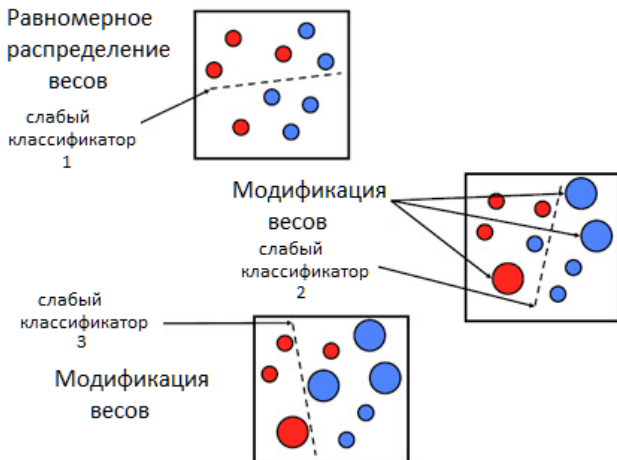 Равномерное
распределение
весов
слабый
классификатор
1
Модификация
весов
слабый
классификатор
2
слабый
классификатор
3
Модификация
весов